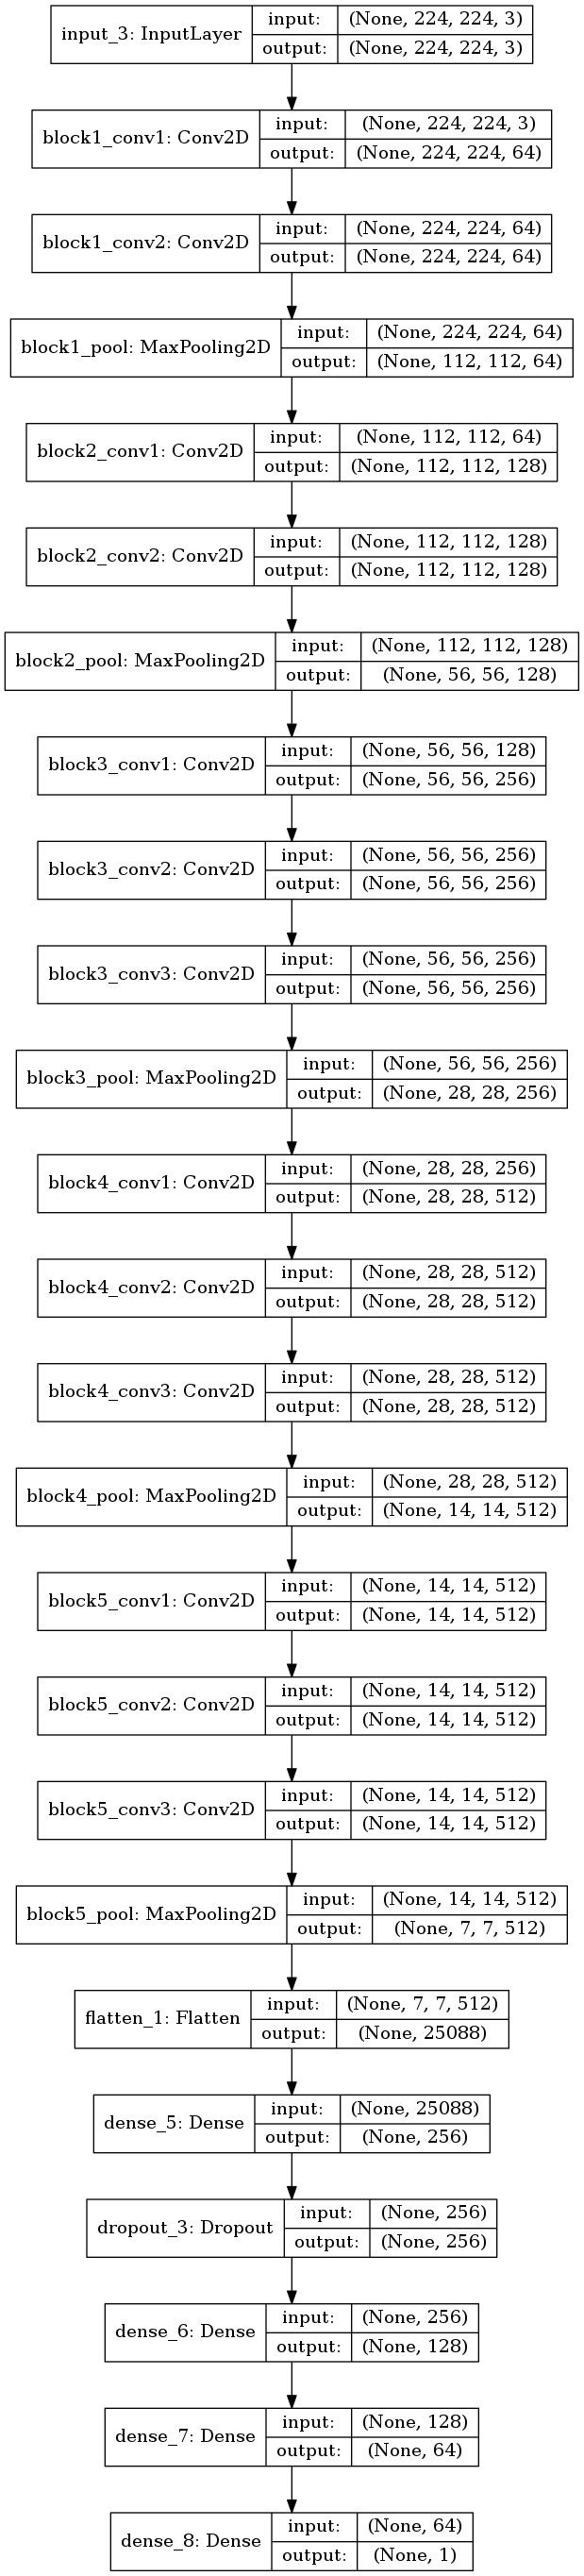 input_3: InputLayer
input: (None, 224, 224, 3)
output: (None, 224, 224, 3)
block1_conv1: Conv2D
input: (None, 224, 224, 3)
output: (None, 224, 224, 64)
block1_conv2: Conv2D
input: (None, 224, 224, 64)
output: (None, 224, 224, 64)
block1_pool: MaxPooling2D
input: (None, 224, 224, 64)
output: (None, 112, 112, 64)
block2_conv1: Conv2D
input: (None, 112, 112, 64)
output: (None, 112, 112, 128)
block2_conv2: Conv2D
input: (None, 112, 112, 128)
output: (None, 112, 112, 128)
block2_pool: MaxPooling2D
input: (None, 112, 112, 128)
output: (None, 56, 56, 128)
block3_conv1: Conv2D
input: (None, 56, 56, 128)
output: (None, 56, 56, 256)
block3_conv2: Conv2D
input: (None, 56, 56, 256)
output: (None, 56, 56, 256)
block3_conv3: Conv2D
input: (None, 56, 56, 256)
output: (None, 56, 56, 256)
block3_pool: MaxPooling2D
input: (None, 56, 56, 256)
output: (None, 28, 28, 256)
block4_conv1: Conv2D
input: (None, 28, 28, 256)
output: (None, 28, 28, 512)
block4_conv2: Conv2D
input: (None, 28, 28, 512)
output: (None, 28, 28, 512)
block4_conv3: Conv2D
input: (None, 28, 28, 512)
output: (None, 28, 28, 512)
block4_pool: MaxPooling2D
input: (None, 28, 28, 512)
output: (None, 14, 14, 512)
block5_conv1: Conv2D
input: (None, 14, 14, 512)
output: (None, 14, 14, 512)
block5_conv2: Conv2D
input: (None, 14, 14, 512)
output: (None, 14, 14, 512)
block5_conv3: Conv2D
input: (None, 14, 14, 512)
output: (None, 14, 14, 512)
block5_pool: MaxPooling2D
input: (None, 14, 14, 512)
output: (None, 7, 7, 512)
flatten_1: Flatten
input: (None, 7, 7, 512)
output: (None, 25088)
dense_5: Dense
input: (None, 25088)
output: (None, 256)
dropout_3: Dropout
input: (None, 256)
output: (None, 256)
dense_6: Dense
input: (None, 256)
output: (None, 128)
dense_7: Dense
input: (None, 128)
output: (None, 64)
dense_8: Dense
input: (None, 64)
output: (None, 1)